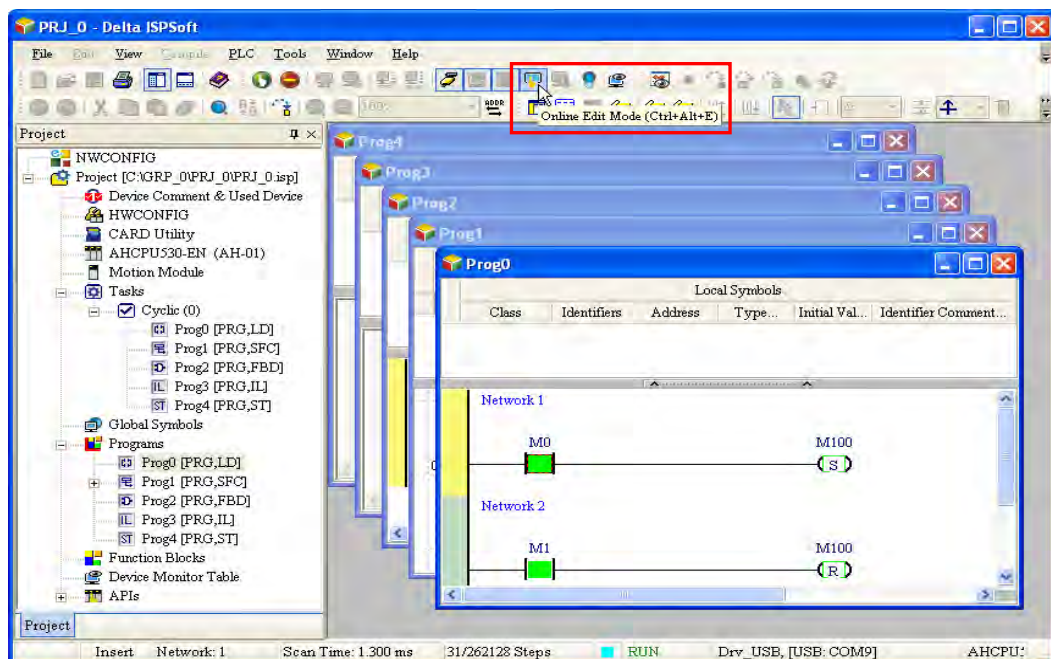 PRJ_0 - Delta ISPSoft
File Edit View Compile PLC Tools Window Help
Online Edit Mode (Ctrl+Alt+E)
Project
NWCONFIG
Project [C:\GRP_0\PRJ_0\PRJ_0.isp]
Device Comment & Used Device
HWCONFIG
CARD Utility
AHCPU530-EN (AH-01)
Motion Module
Tasks
Cyclic (0)
Prog0 [PRG,LD]
Prog1 [PRG,SFC]
Prog2 [PRG,FBD]
Prog3 [PRG,IL]
Prog4 [PRG,ST]
Global Symbols
Programs
Prog0 [PRG,LD]
Prog1 [PRG,SFC]
Prog2 [PRG,FBD]
Prog3 [PRG,IL]
Prog4 [PRG,ST]
Function Blocks
Device Monitor Table
APIs
Project
Prog4
Prog3
Prog2
Prog1
Prog0
Local Symbols
Class Identifiers Address Type... Initial Val... Identifier Comment...
Network 1
M0 M100
S
Network 2
M1 M100
R
Insert Network: 1 Scan Time: 1.300 ms 31/262128 Steps RUN Drv_USB, [USB: COM9] AHCPU: